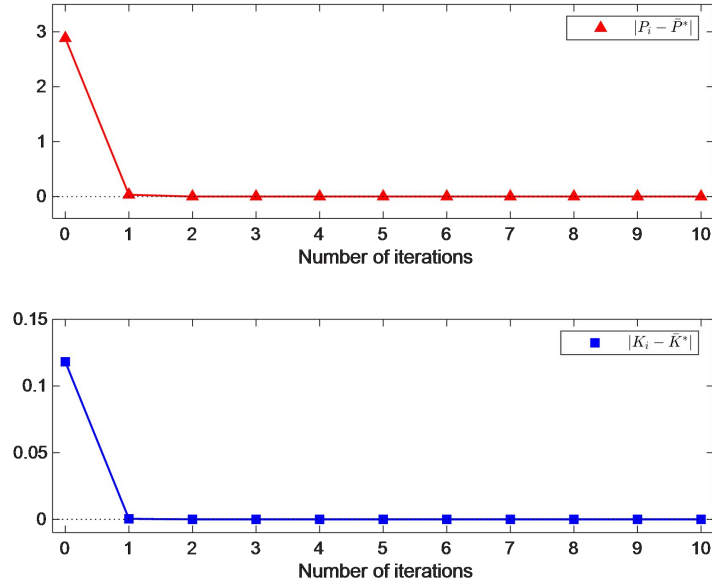 3
|P_i − P̄*|
2
1
0
0 1 2 3 4 5 6 7 8 9 10
Number of iterations
0.15
|K_i − K̄*|
0.1
0.05
0
0 1 2 3 4 5 6 7 8 9 10
Number of iterations